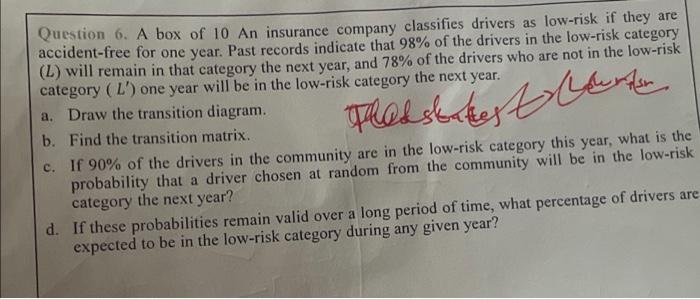 Question 6. A box of 10 An insurance company classifies drivers as low-risk if they are
accident-free for one year. Past records indicate that 98% of the drivers in the low-risk category
(L) will remain in that category the next year, and 78% of the drivers who are not in the low-risk
category ( L') one year will be in the low-risk category the next year.
a. Draw the transition diagram.
b. Find the transition matrix.
c. If 90% of the drivers in the community are in the low-risk category this year, what is the
probability that a driver chosen at random from the community will be in the low-risk
category the next year?
d. If these probabilities remain valid over a long period of time, what percentage of drivers are
expected to be in the low-risk category during any given year?